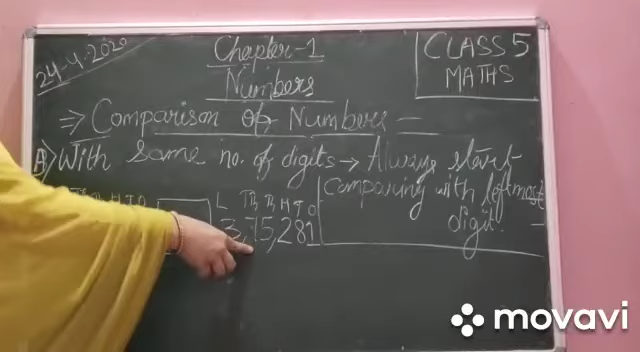 24-4-2020
Chapter-1
Numbers
CLASS 5
MATHS
⇒ Comparison of Numbers –
B) With same no. of digits → Always start
comparing with leftmost
digit. –
H T O
L TTh Th H T O
3,75,281
movavi